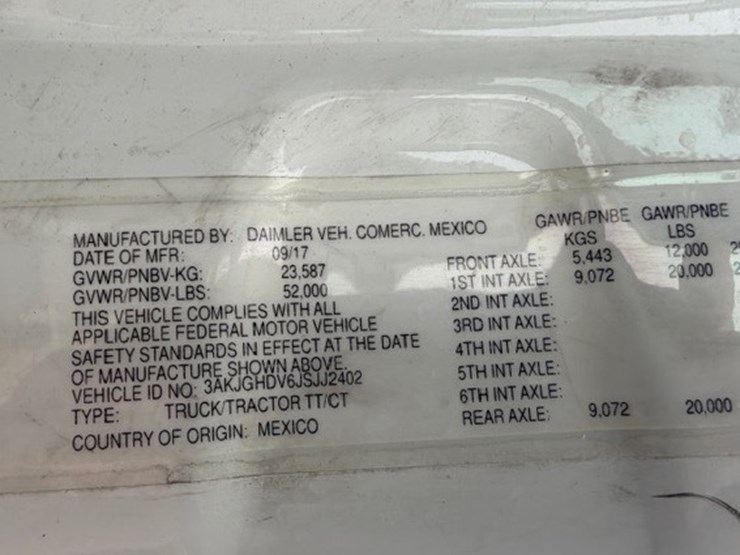 MANUFACTURED BY: DAIMLER VEH. COMERC. MEXICO
DATE OF MFR: 09/17
GVWR/PNBV-KG: 23,587
GVWR/PNBV-LBS: 52,000
THIS VEHICLE COMPLIES WITH ALL
APPLICABLE FEDERAL MOTOR VEHICLE
SAFETY STANDARDS IN EFFECT AT THE DATE
OF MANUFACTURE SHOWN ABOVE.
VEHICLE ID NO: 3AKJGHDV6JSJJ2402
TYPE: TRUCK/TRACTOR TT/CT
COUNTRY OF ORIGIN: MEXICO
GAWR/PNBE GAWR/PNBE
KGS LBS
FRONT AXLE: 5,443 12,000
1ST INT AXLE: 9,072 20,000
2ND INT AXLE:
3RD INT AXLE:
4TH INT AXLE:
5TH INT AXLE:
6TH INT AXLE:
REAR AXLE: 9,072 20,000